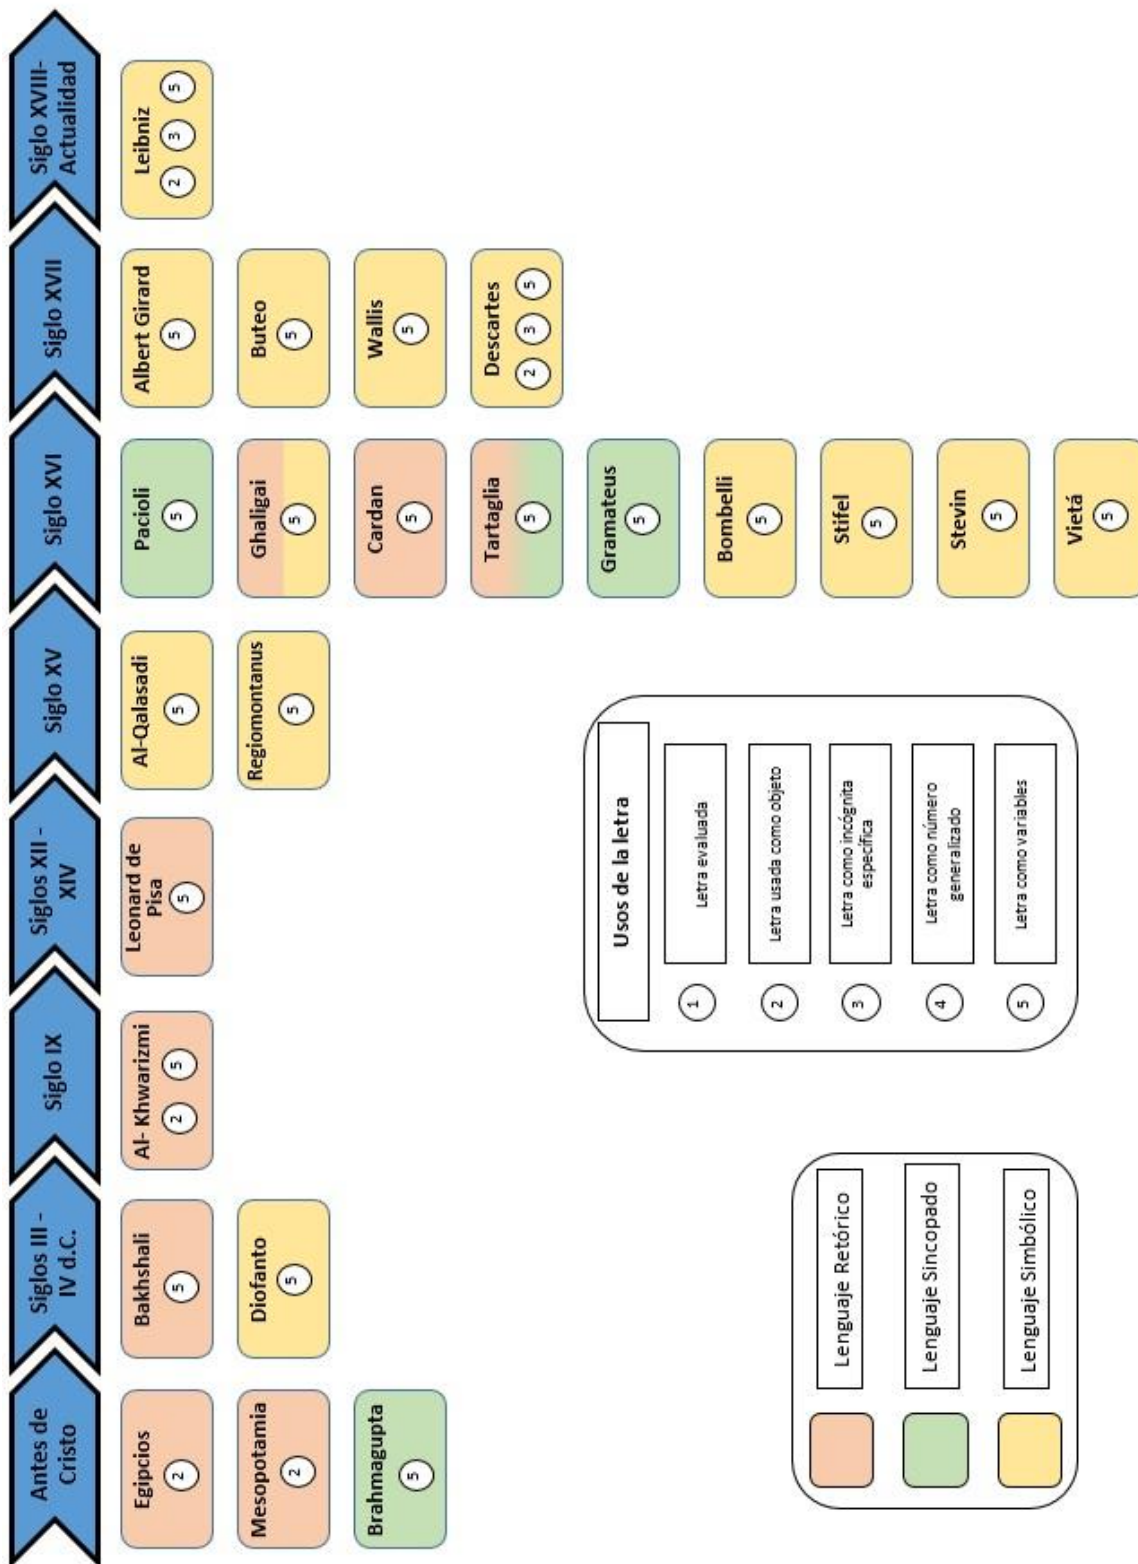 Antes de
Cristo
Siglos III -
IV d.C.
Siglo IX
Siglos XII -
XIV
Siglo XV
Siglo XVI
Siglo XVII
Siglo XVIII-
Actualidad
Egipcios
2
Mesopotamia
2
Brahmagupta
5
Bakhshali
5
Diofanto
5
Al- Khwarizmi
2 5
Leonard de
Pisa
5
Al-Qalasadi
5
Regiomontanus
5
Pacioli
5
Ghaligai
5
Cardan
5
Tartaglia
5
Gramateus
5
Bombelli
5
Stifel
5
Stevin
5
Vietá
5
Albert Girard
5
Buteo
5
Wallis
5
Descartes
2 3 5
Leibniz
2 3 5
Lenguaje Retórico
Lenguaje Sincopado
Lenguaje Simbólico
Usos de la letra
1 Letra evaluada
2 Letra usada como objeto
3 Letra como incógnita
específica
4 Letra como número
generalizado
5 Letra como variables